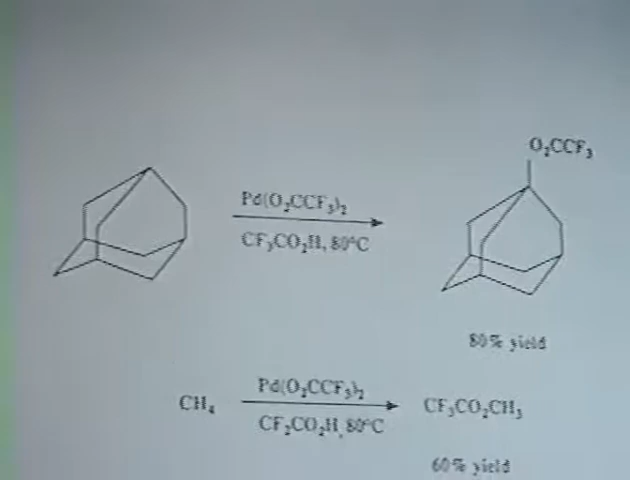 O₂CCF₃
Pd(O₂CCF₃)₂
CF₃CO₂H, 80°C
80% yield
Pd(O₂CCF₃)₂
CH₄
CF₃CO₂CH₃
CF₃CO₂H, 80°C
60% yield